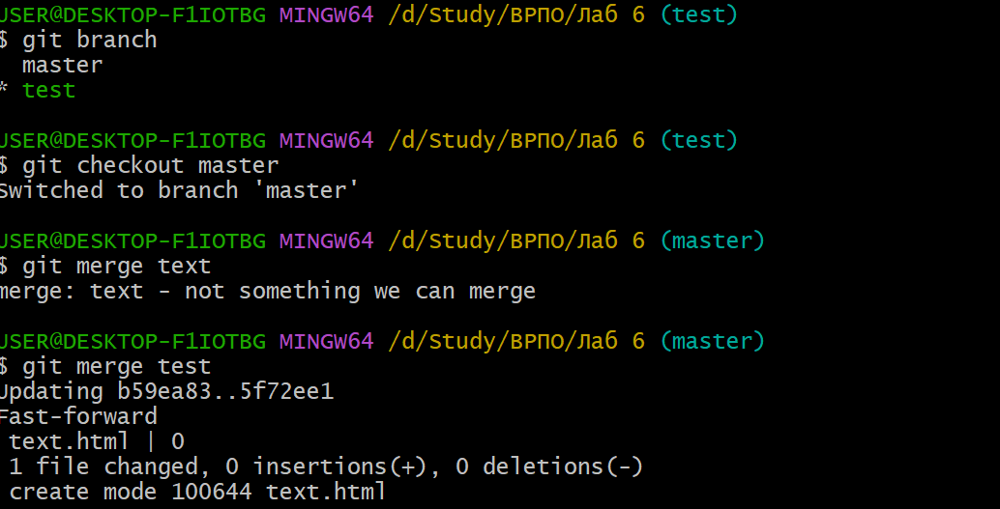 USER@DESKTOP-F1IOTBG MINGW64 /d/Study/ВРПО/Лаб 6 (test)
$ git branch
  master
* test

USER@DESKTOP-F1IOTBG MINGW64 /d/Study/ВРПО/Лаб 6 (test)
$ git checkout master
Switched to branch 'master'

USER@DESKTOP-F1IOTBG MINGW64 /d/Study/ВРПО/Лаб 6 (master)
$ git merge text
merge: text - not something we can merge

USER@DESKTOP-F1IOTBG MINGW64 /d/Study/ВРПО/Лаб 6 (master)
$ git merge test
Updating b59ea83..5f72ee1
Fast-forward
 text.html | 0
 1 file changed, 0 insertions(+), 0 deletions(-)
 create mode 100644 text.html